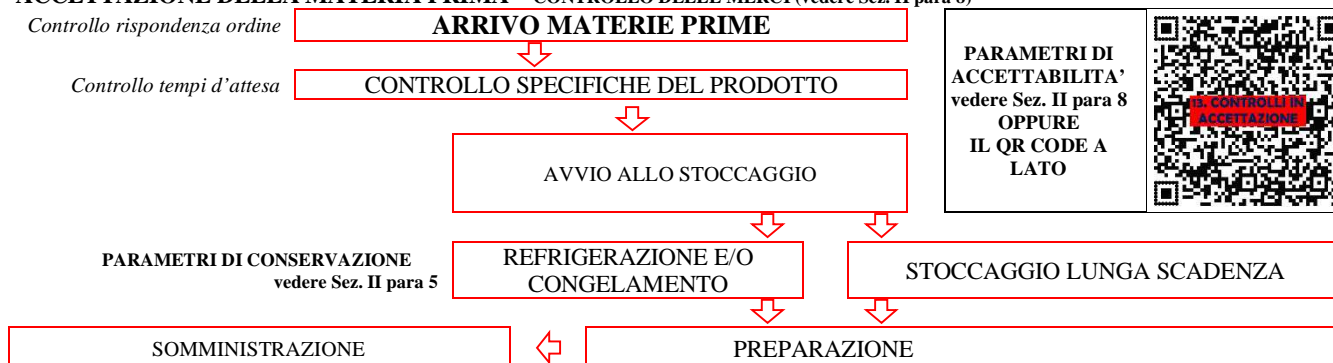 ACCETTAZIONE DELLA MATERIA PRIMA – CONTROLLO DELLE MERCI (vedere Sez. II para 8)
Controllo rispondenza ordine
ARRIVO MATERIE PRIME
Controllo tempi d'attesa
CONTROLLO SPECIFICHE DEL PRODOTTO
PARAMETRI DI
ACCETTABILITA'
vedere Sez. II para 8
OPPURE
IL QR CODE A
LATO
13. CONTROLLI IN
ACCETTAZIONE
AVVIO ALLO STOCCAGGIO
PARAMETRI DI CONSERVAZIONE
vedere Sez. II para 5
REFRIGERAZIONE E/O
CONGELAMENTO
STOCCAGGIO LUNGA SCADENZA
SOMMINISTRAZIONE
PREPARAZIONE